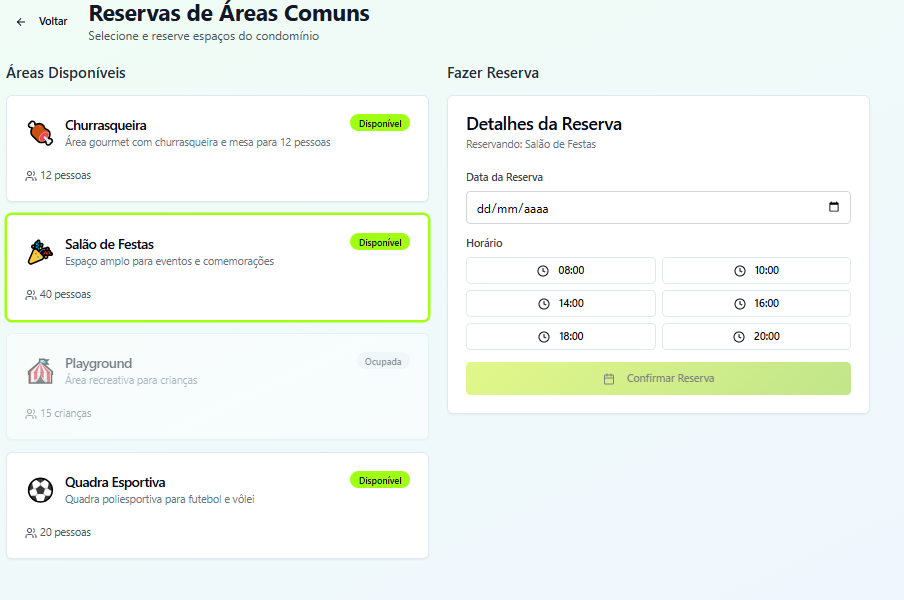 Voltar
Reservas de Áreas Comuns
Selecione e reserve espaços do condomínio
Áreas Disponíveis
Churrasqueira
Disponível
Área gourmet com churrasqueira e mesa para 12 pessoas
12 pessoas
Salão de Festas
Disponível
Espaço amplo para eventos e comemorações
40 pessoas
Playground
Ocupada
Área recreativa para crianças
15 crianças
Quadra Esportiva
Disponível
Quadra poliesportiva para futebol e vôlei
20 pessoas
Fazer Reserva
Detalhes da Reserva
Reservando: Salão de Festas
Data da Reserva
dd/mm/aaaa
Horário
08:00
10:00
14:00
16:00
18:00
20:00
Confirmar Reserva